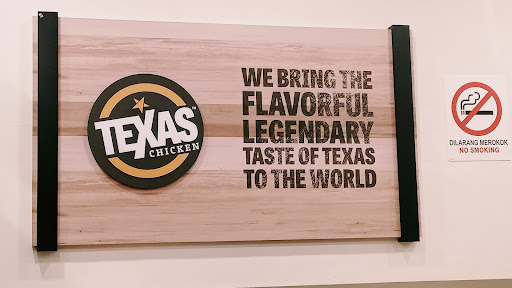 TEXAS
CHICKEN
WE BRING THE
FLAVORFUL
LEGENDARY
TASTE OF TEXAS
TO THE WORLD
DILARANG MEROKOK
NO SMOKING